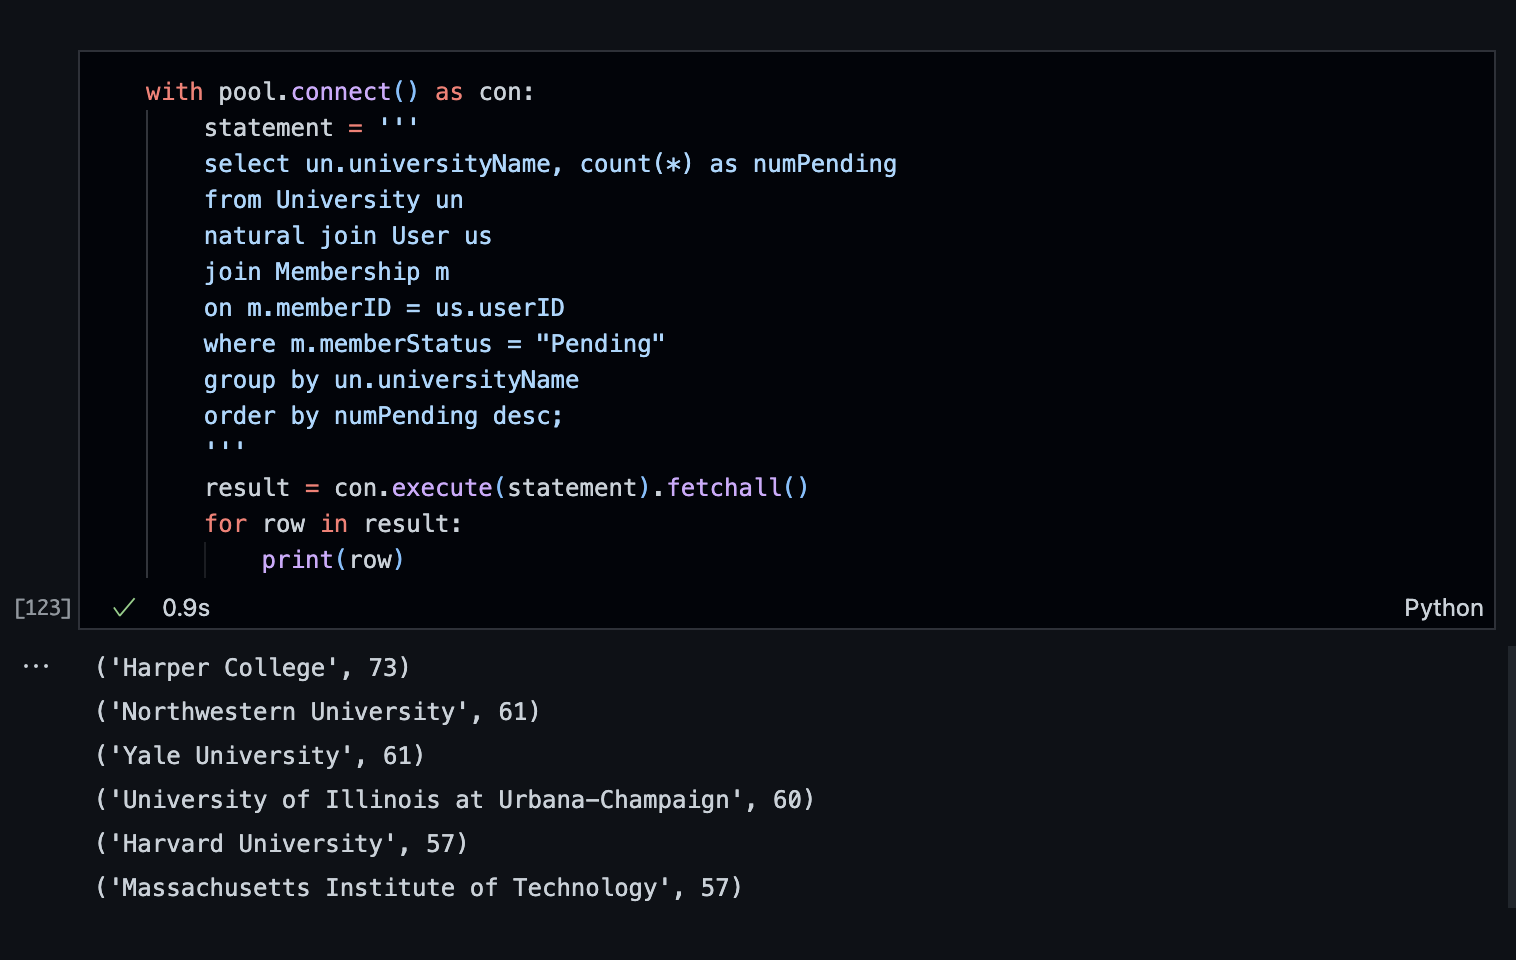 with pool.connect() as con:
    statement = '''
    select un.universityName, count(*) as numPending
    from University un
    natural join User us
    join Membership m
    on m.memberID = us.userID
    where m.memberStatus = "Pending"
    group by un.universityName
    order by numPending desc;
    '''
    result = con.execute(statement).fetchall()
    for row in result:
        print(row)
[123] ✓ 0.9s Python
... ('Harper College', 73)
('Northwestern University', 61)
('Yale University', 61)
('University of Illinois at Urbana-Champaign', 60)
('Harvard University', 57)
('Massachusetts Institute of Technology', 57)